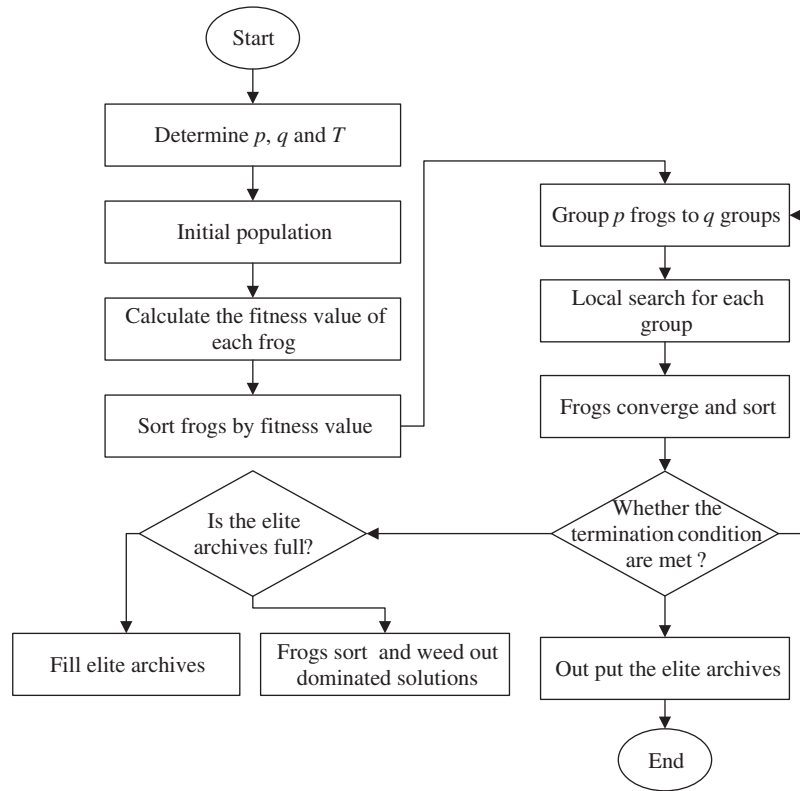 Start
Determine p, q and T
Initial population
Calculate the fitness value of
each frog
Sort frogs by fitness value
Group p frogs to q groups
Local search for each
group
Frogs converge and sort
Whether the
termination condition
are met ?
Is the elite
archives full?
Fill elite archives
Frogs sort and weed out
dominated solutions
Out put the elite archives
End